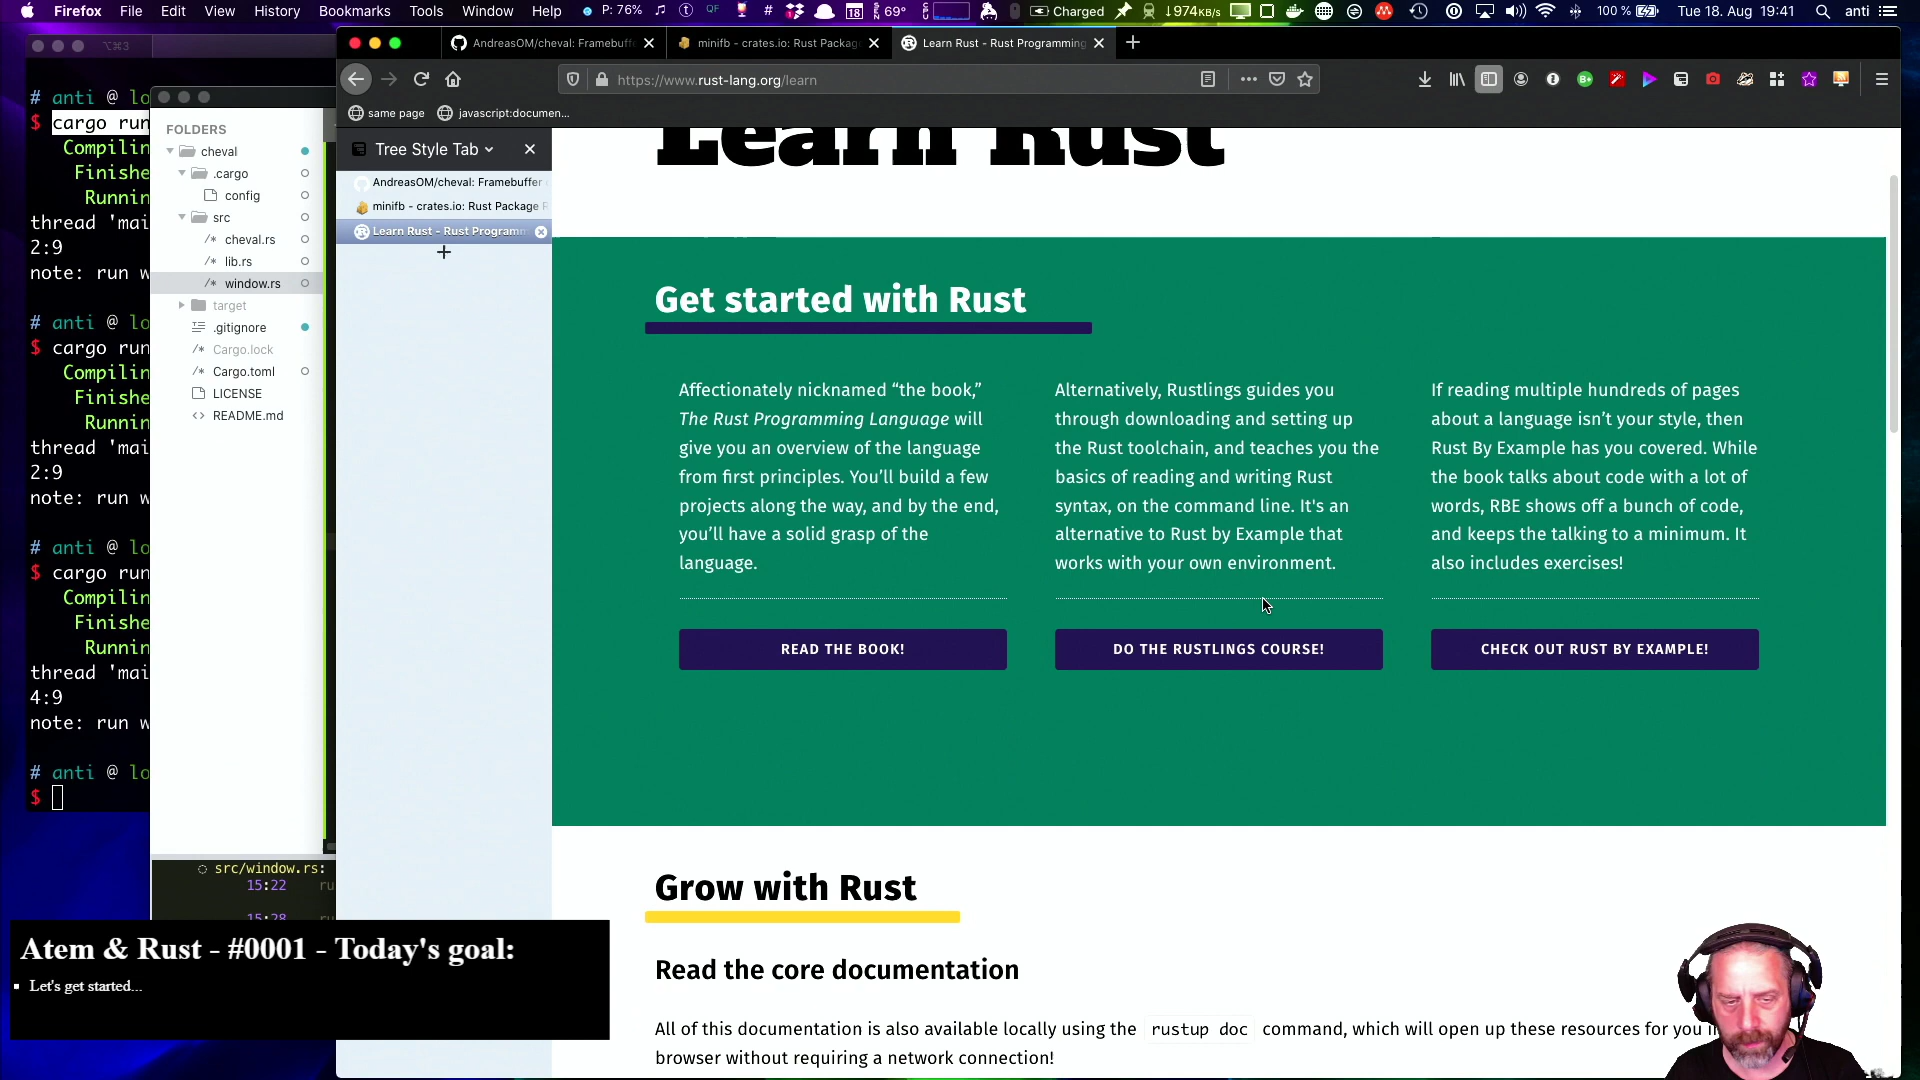 Firefox File Edit View History Bookmarks Tools Window Help P: 76% QF # 18 69° Charged ↓974KB/s 100 % Tue 18. Aug 19:41 anti
⌥⌘3
AndreasOM/cheval: Framebuffe
minifb - crates.io: Rust Packag
Learn Rust - Rust Programming
https://www.rust-lang.org/learn
same page
javascript:documen...
# anti @ lo
$ cargo run
Compilin
Finishe
Runnin
thread 'mai
2:9
note: run w
# anti @ lo
$ cargo run
Compilin
Finishe
Runnin
thread 'mai
2:9
note: run w
# anti @ lo
$ cargo run
Compilin
Finishe
Runnin
thread 'mai
4:9
note: run w
# anti @ lo
$
FOLDERS
cheval
.cargo
config
src
/* cheval.rs
/* lib.rs
/* window.rs
target
.gitignore
/* Cargo.lock
/* Cargo.toml
LICENSE
<> README.md
src/window.rs:
15:22 ru
15:28 ru
Tree Style Tab
AndreasOM/cheval: Framebuffer
minifb - crates.io: Rust Package R
Learn Rust - Rust Programm
Learn Rust
Get started with Rust
Affectionately nicknamed “the book,”
The Rust Programming Language will
give you an overview of the language
from first principles. You’ll build a few
projects along the way, and by the end,
you’ll have a solid grasp of the
language.
READ THE BOOK!
Alternatively, Rustlings guides you
through downloading and setting up
the Rust toolchain, and teaches you the
basics of reading and writing Rust
syntax, on the command line. It's an
alternative to Rust by Example that
works with your own environment.
DO THE RUSTLINGS COURSE!
If reading multiple hundreds of pages
about a language isn’t your style, then
Rust By Example has you covered. While
the book talks about code with a lot of
words, RBE shows off a bunch of code,
and keeps the talking to a minimum. It
also includes exercises!
CHECK OUT RUST BY EXAMPLE!
Grow with Rust
Read the core documentation
All of this documentation is also available locally using the rustup doc command, which will open up these resources for you
browser without requiring a network connection!
Atem & Rust - #0001 - Today's goal:
▪ Let's get started...